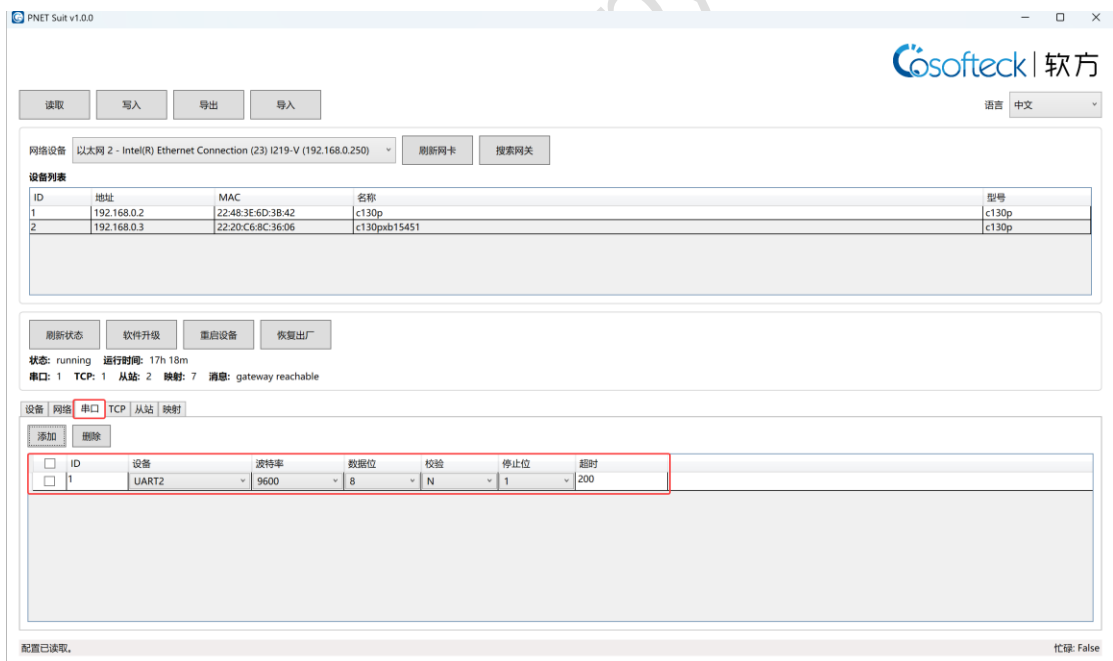 PNET Suit v1.0.0
Cosofteck | 软方
读取 写入 导出 导入 语言 中文
网络设备 以太网 2 - Intel(R) Ethernet Connection (23) I219-V (192.168.0.250) 刷新网卡 搜索网关
设备列表
ID 地址 MAC 名称 型号
1 192.168.0.2 22:48:3E:6D:3B:42 c130p c130p
2 192.168.0.3 22:20:C6:8C:36:06 c130pxb15451 c130p
刷新状态 软件升级 重启设备 恢复出厂
状态: running 运行时间: 17h 18m
串口: 1 TCP: 1 从站: 2 映射: 7 消息: gateway reachable
设备 网络 串口 TCP 从站 映射
添加 删除
ID 设备 波特率 数据位 校验 停止位 超时
1 UART2 9600 8 N 1 200
配置已读取。 忙碌: False